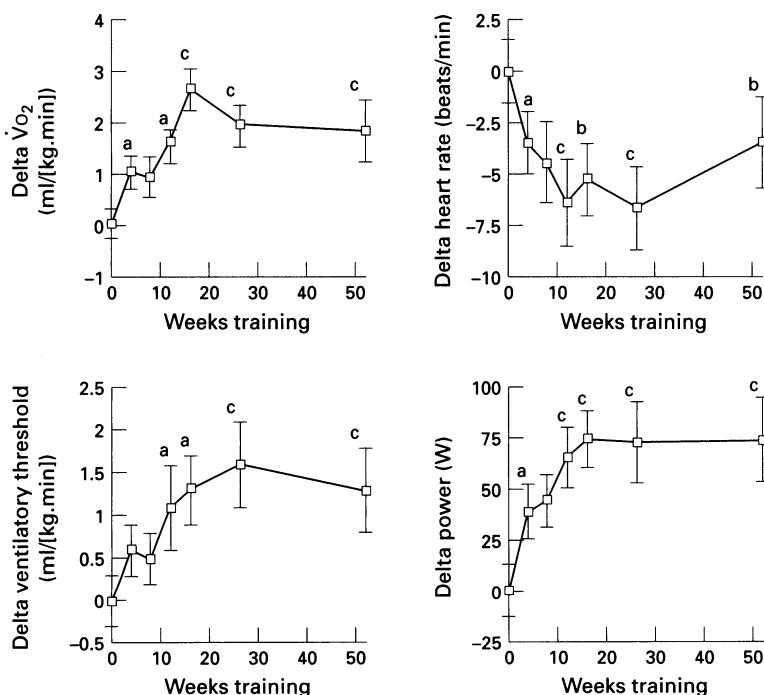 Delta V̇o₂
(ml/[kg.min])
4
3
2
1
0
−1
a
a
c
c
c
0 10 20 30 40 50
Weeks training
Delta heart rate (beats/min)
2.5
0
−2.5
−5
−7.5
−10
a
c
b
c
b
0 10 20 30 40 50
Weeks training
Delta ventilatory threshold
(ml/[kg.min])
2.5
2
1.5
1
0.5
0
−0.5
a
a
c
c
0 10 20 30 40 50
Weeks training
Delta power (W)
100
75
50
25
0
−25
a
c
c
c
c
0 10 20 30 40 50
Weeks training